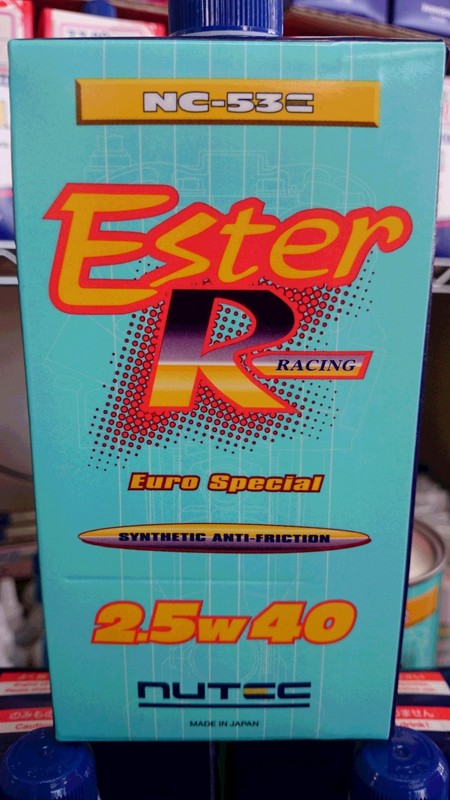 NC-53E
Ester
R
RACING
Euro Special
SYNTHETIC ANTI-FRICTION
2.5w40
NUTEC
MADE IN JAPAN